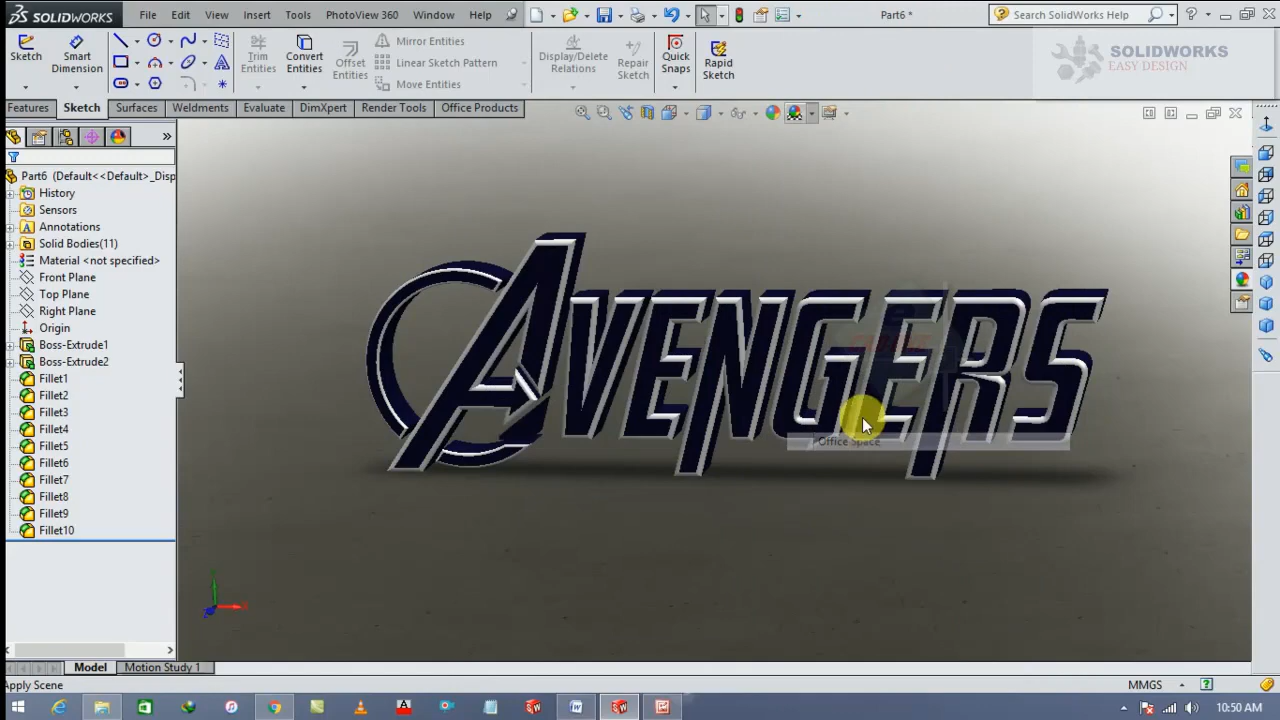 SOLIDWORKS File Edit View Insert Tools PhotoView 360 Window Help Part6 * Search SolidWorks Help
SOLIDWORKS
EASY DESIGN
Sketch Smart Dimension Trim Entities Convert Entities Offset Entities Mirror Entities
Linear Sketch Pattern
Move Entities
Display/Delete Relations Repair Sketch Quick Snaps Rapid Sketch
Features Sketch Surfaces Weldments Evaluate DimXpert Render Tools Office Products
Part6 (Default<<Default>_Disp
History
Sensors
Annotations
Solid Bodies(11)
Material <not specified>
Front Plane
Top Plane
Right Plane
Origin
Boss-Extrude1
Boss-Extrude2
Fillet1
Fillet2
Fillet3
Fillet4
Fillet5
Fillet6
Fillet7
Fillet8
Fillet9
Fillet10
AVENGERS
Office Space
Model Motion Study 1
Apply Scene MMGS
10:50 AM